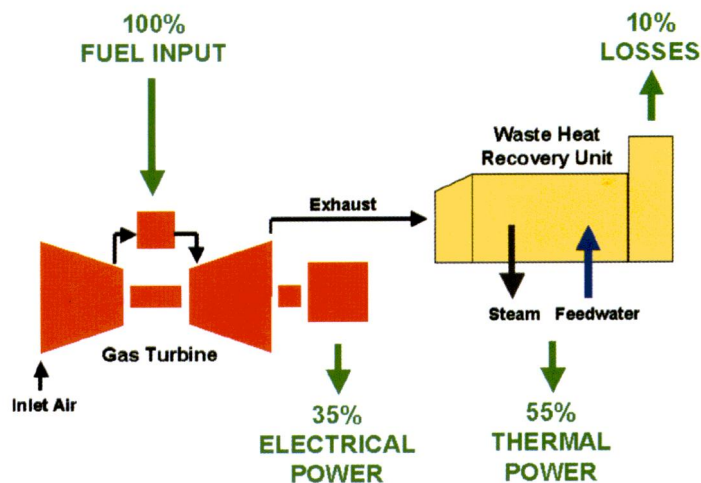 100%
FUEL INPUT
10%
LOSSES
Waste Heat
Recovery Unit
Exhaust
Steam Feedwater
Gas Turbine
Inlet Air
35%
ELECTRICAL
POWER
55%
THERMAL
POWER